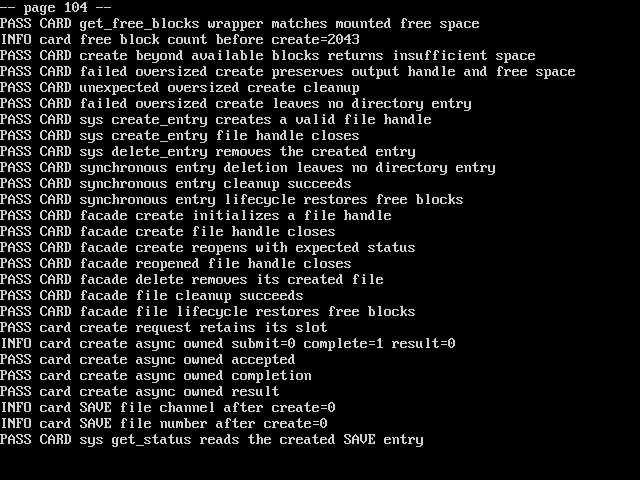 -- page 104 --
PASS CARD get_free_blocks wrapper matches mounted free space
INFO card free block count before create=2043
PASS CARD create beyond available blocks returns insufficient space
PASS CARD failed oversized create preserves output handle and free space
PASS CARD unexpected oversized create cleanup
PASS CARD failed oversized create leaves no directory entry
PASS CARD sys create_entry creates a valid file handle
PASS CARD sys create_entry file handle closes
PASS CARD sys delete_entry removes the created entry
PASS CARD synchronous entry deletion leaves no directory entry
PASS CARD synchronous entry cleanup succeeds
PASS CARD synchronous entry lifecycle restores free blocks
PASS CARD facade create initializes a file handle
PASS CARD facade create file handle closes
PASS CARD facade create reopens with expected status
PASS CARD facade reopened file handle closes
PASS CARD facade delete removes its created file
PASS CARD facade file cleanup succeeds
PASS CARD facade file lifecycle restores free blocks
PASS card create request retains its slot
INFO card create async owned submit=0 complete=1 result=0
PASS card create async owned accepted
PASS card create async owned completion
PASS card create async owned result
INFO card SAVE file channel after create=0
INFO card SAVE file number after create=0
PASS CARD sys get_status reads the created SAVE entry